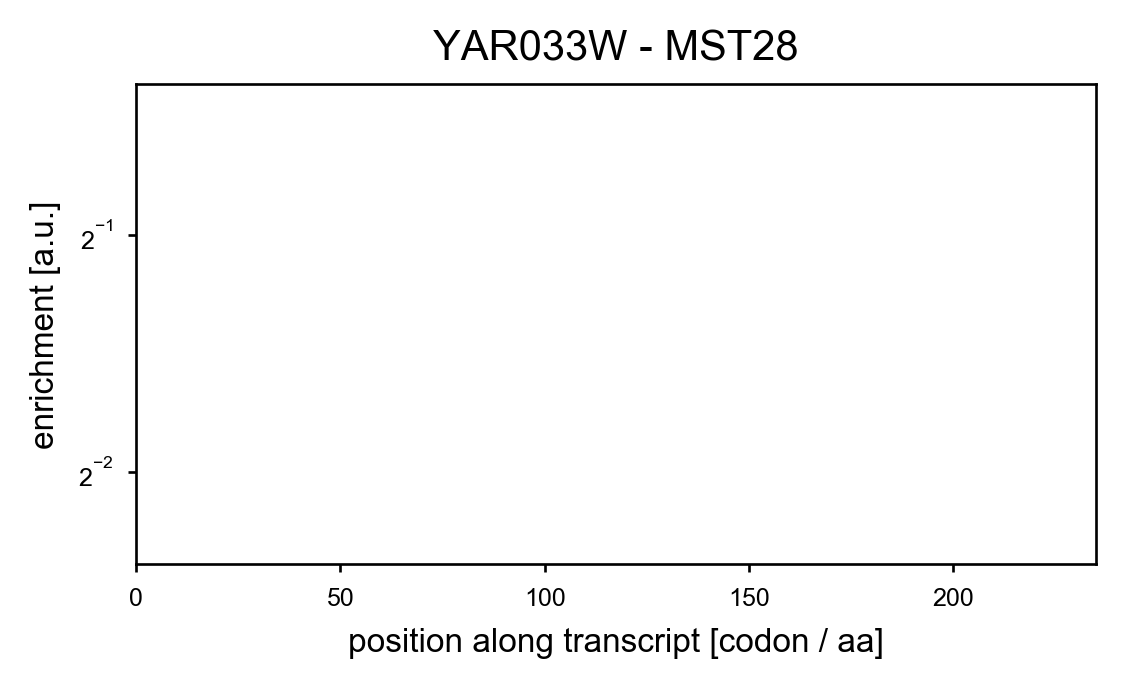 YAR033W - MST28
enrichment [a.u.]
2⁻¹
2⁻²
0 50 100 150 200
position along transcript [codon / aa]